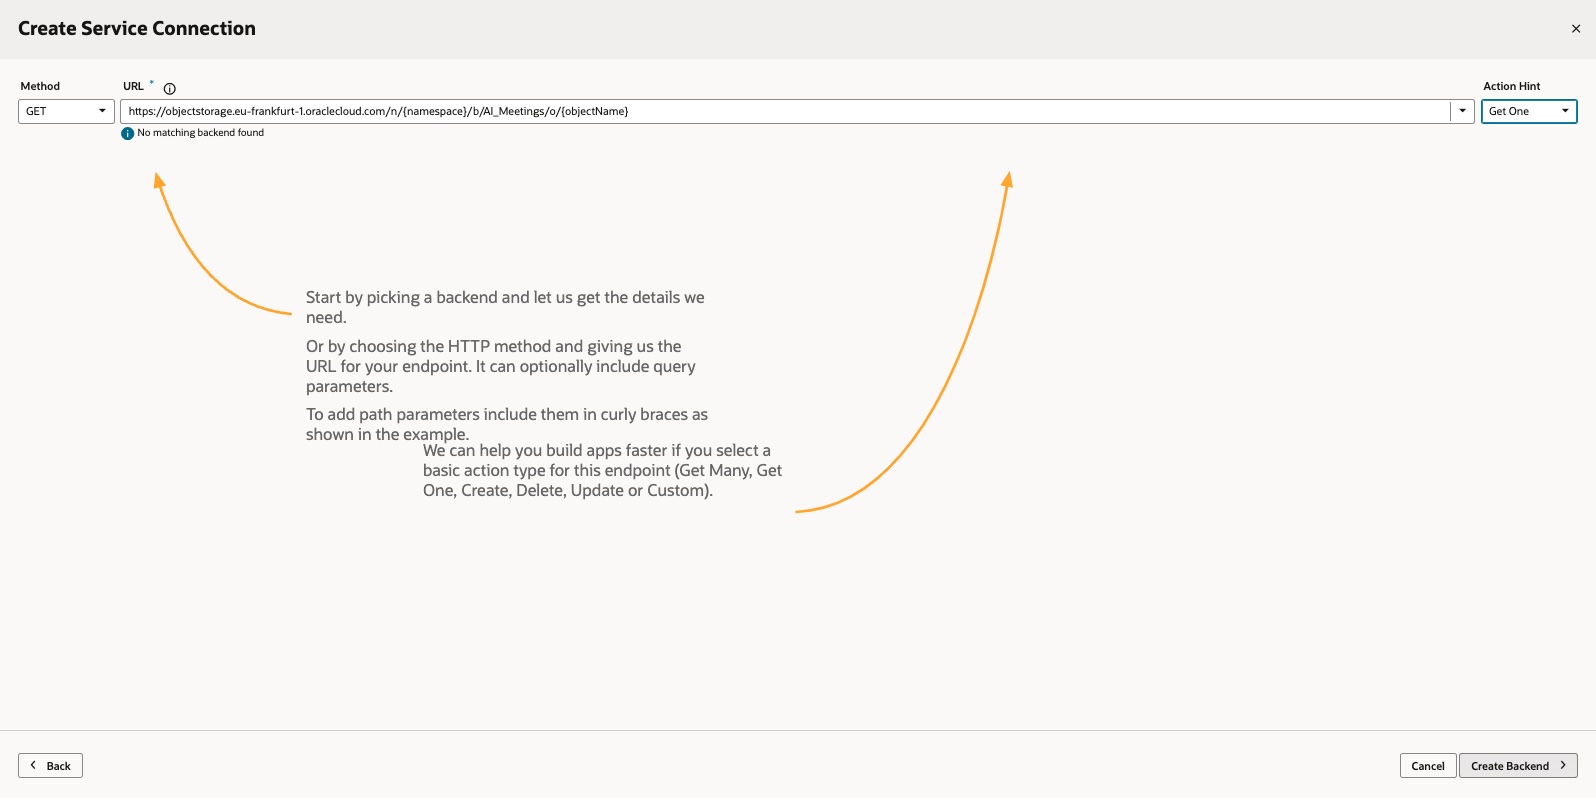 Create Service Connection
×
Method
URL *
Action Hint
GET
https://objectstorage.eu-frankfurt-1.oraclecloud.com/n/{namespace}/b/AI_Meetings/o/{objectName}
Get One
No matching backend found
Start by picking a backend and let us get the details we
need.
Or by choosing the HTTP method and giving us the
URL for your endpoint. It can optionally include query
parameters.
To add path parameters include them in curly braces as
shown in the example.
We can help you build apps faster if you select a
basic action type for this endpoint (Get Many, Get
One, Create, Delete, Update or Custom).
Back
Cancel
Create Backend